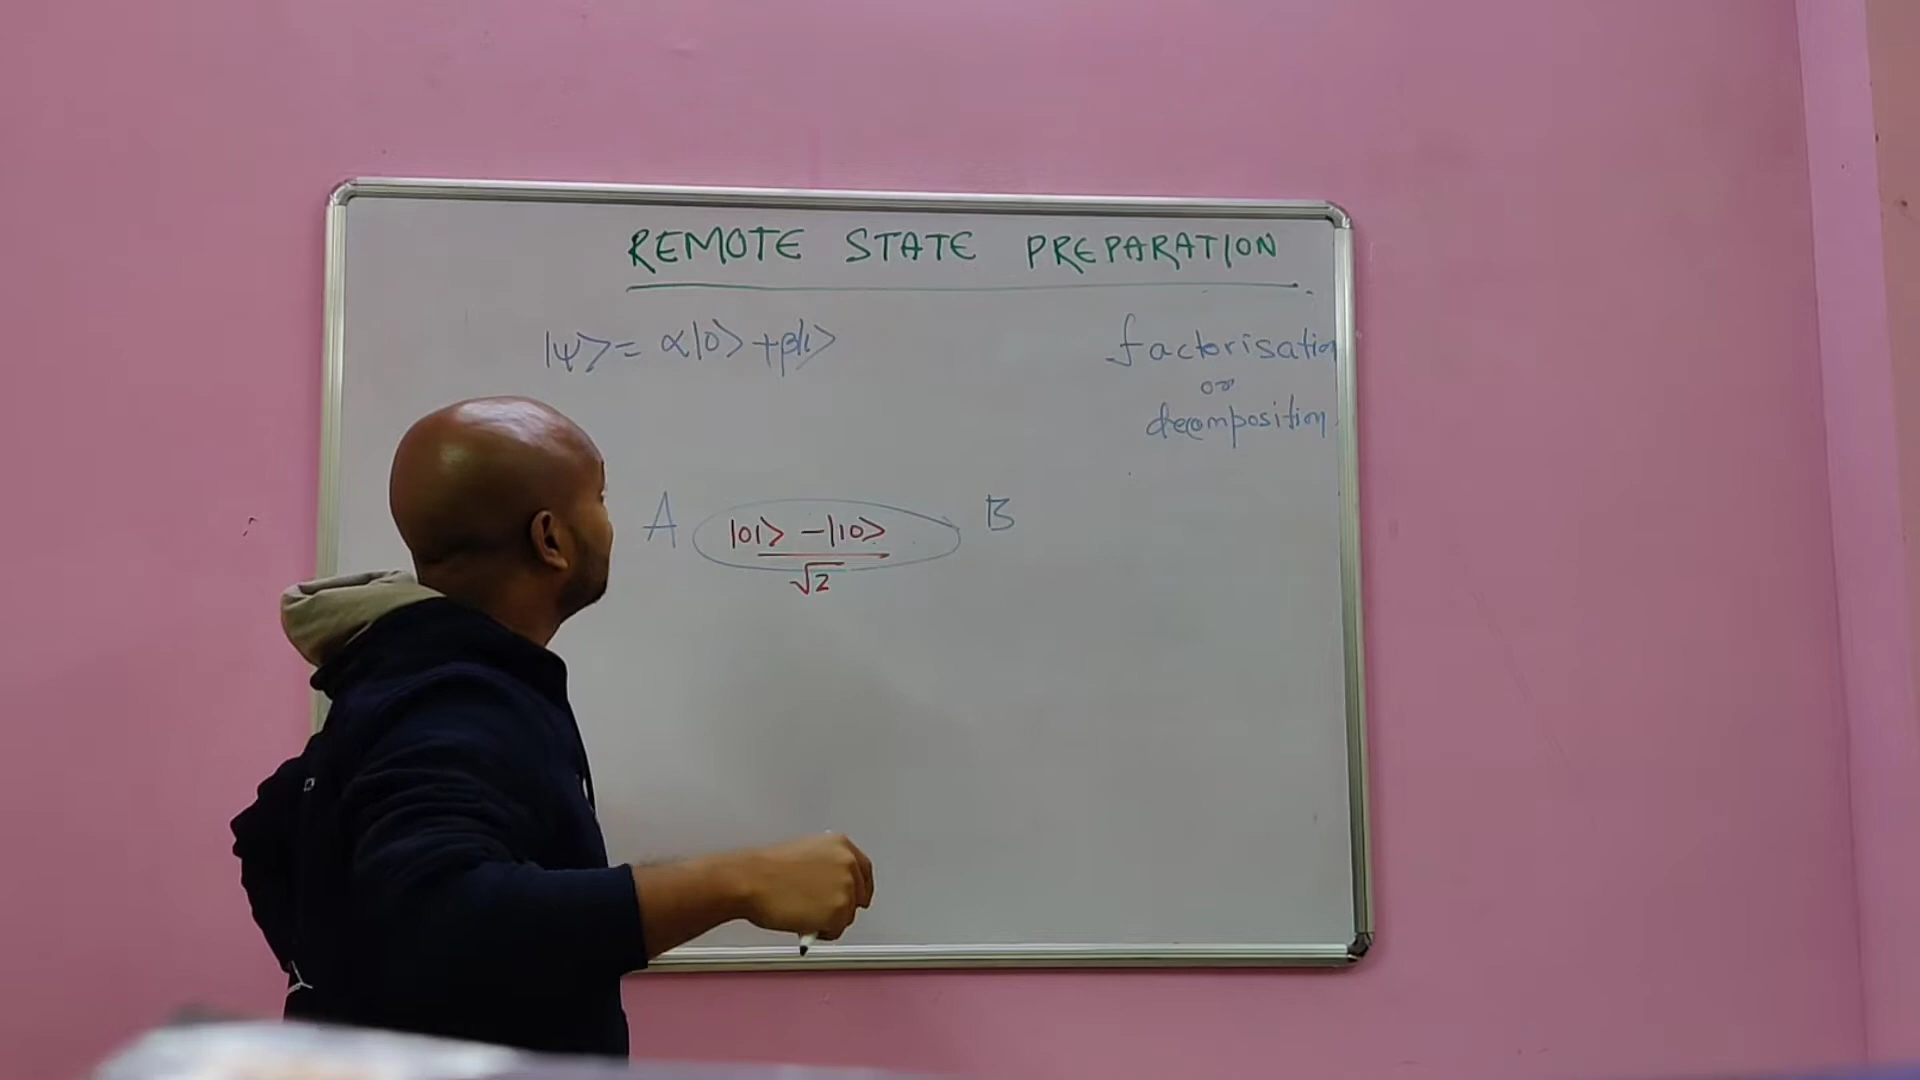 REMOTE STATE PREPARATION
|ψ⟩ = α|0⟩ + β|1⟩
factorisation
or
decomposition
A |01⟩ - |10⟩ B
√2